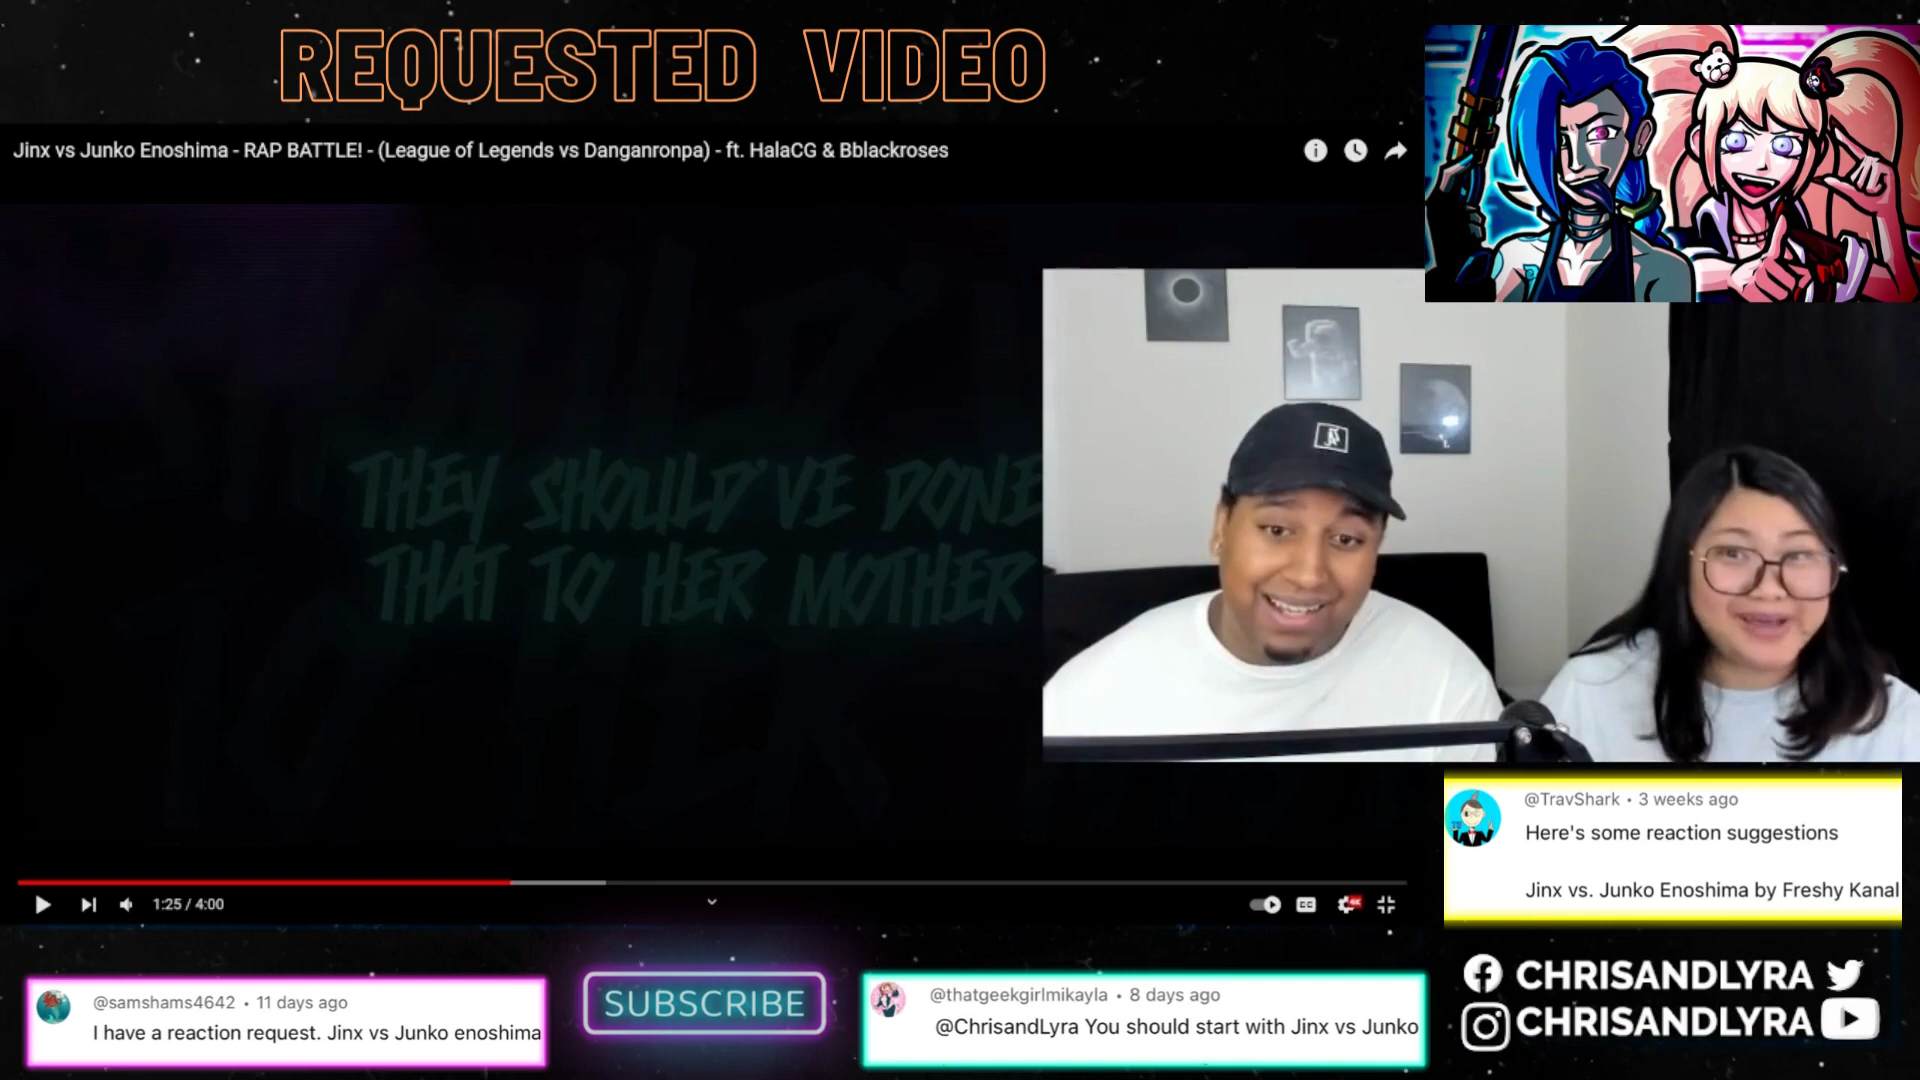 REQUESTED VIDEO
Jinx vs Junko Enoshima - RAP BATTLE! - (League of Legends vs Danganronpa) - ft. HalaCG & Bblackroses
THEY SHOULD'VE DONE
THAT TO HER MOTHER
1:25 / 4:00
CC
4K
@TravShark • 3 weeks ago
Here's some reaction suggestions
Jinx vs. Junko Enoshima by Freshy Kanal
@samshams4642 • 11 days ago
I have a reaction request. Jinx vs Junko enoshima
SUBSCRIBE
@thatgeekgirlmikayla • 8 days ago
@ChrisandLyra You should start with Jinx vs Junko
CHRISANDLYRA
CHRISANDLYRA